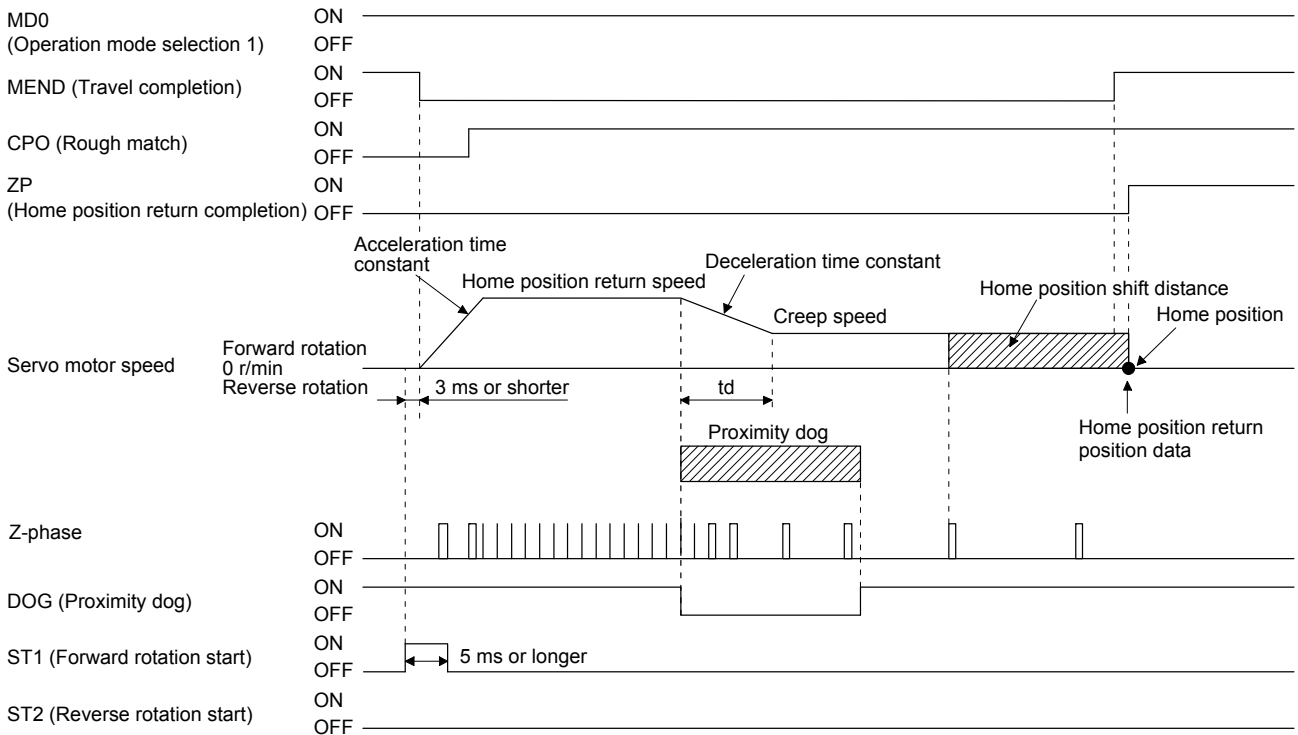 MD0
(Operation mode selection 1)
ON
OFF
MEND (Travel completion)
ON
OFF
CPO (Rough match)
ON
OFF
ZP
(Home position return completion)
ON
OFF
Acceleration time
constant
Home position return speed
Deceleration time constant
Creep speed
Home position shift distance
Home position
Servo motor speed
Forward rotation
0 r/min
Reverse rotation
3 ms or shorter
td
Proximity dog
Home position return
position data
Z-phase
ON
OFF
DOG (Proximity dog)
ON
OFF
ST1 (Forward rotation start)
ON
OFF
5 ms or longer
ST2 (Reverse rotation start)
ON
OFF